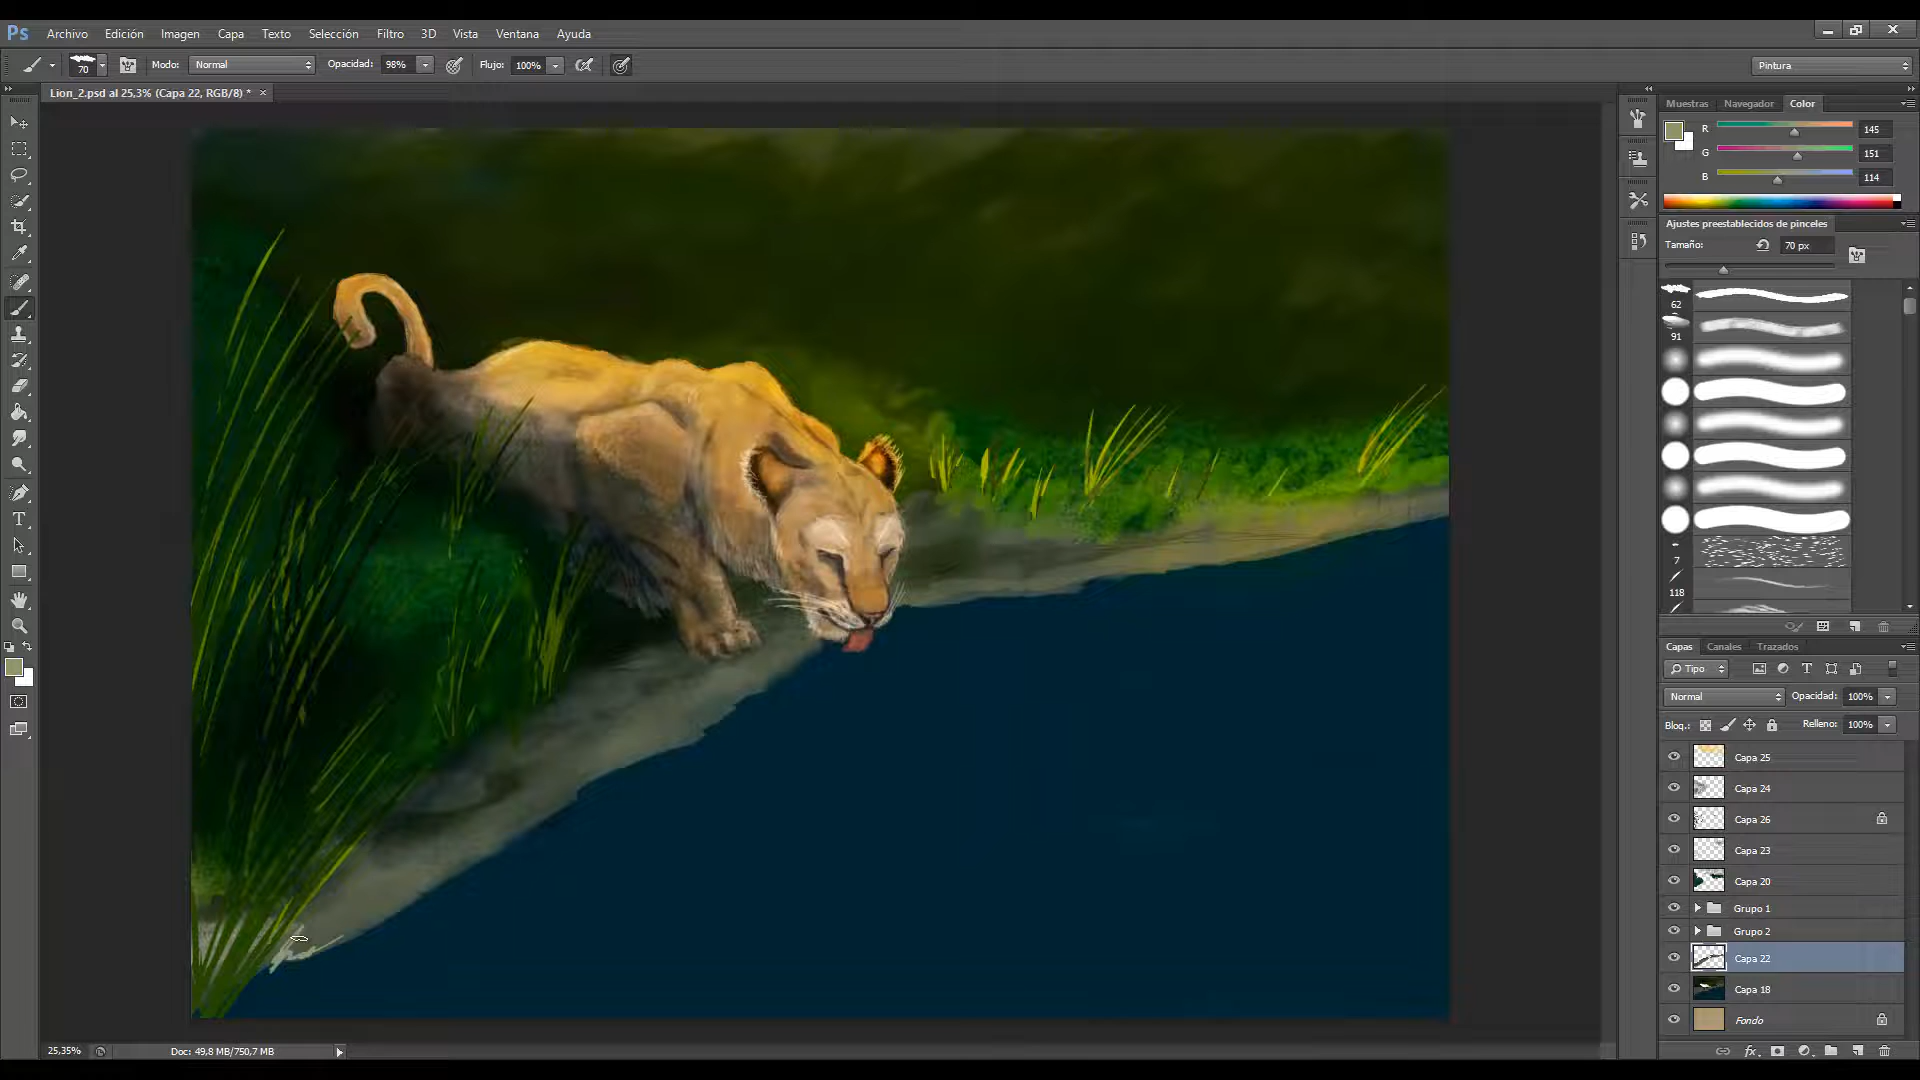 Ps Archivo Edición Imagen Capa Texto Selección Filtro 3D Vista Ventana Ayuda
70 Modo: Normal Opacidad: 98% Flujo: 100% Pintura
Lion_2.psd al 25,3% (Capa 22, RGB/8) *
Muestras Navegador Color
R 145
G 151
B 114
Ajustes preestablecidos de pinceles
Tamaño: 70 px
62
91
7
118
Capas Canales Trazados
Tipo
Normal Opacidad: 100%
Bloq.: Relleno: 100%
Capa 25
Capa 24
Capa 26
Capa 23
Capa 20
Grupo 1
Grupo 2
Capa 22
Capa 18
Fondo
25,35% Doc: 49,8 MB/750,7 MB